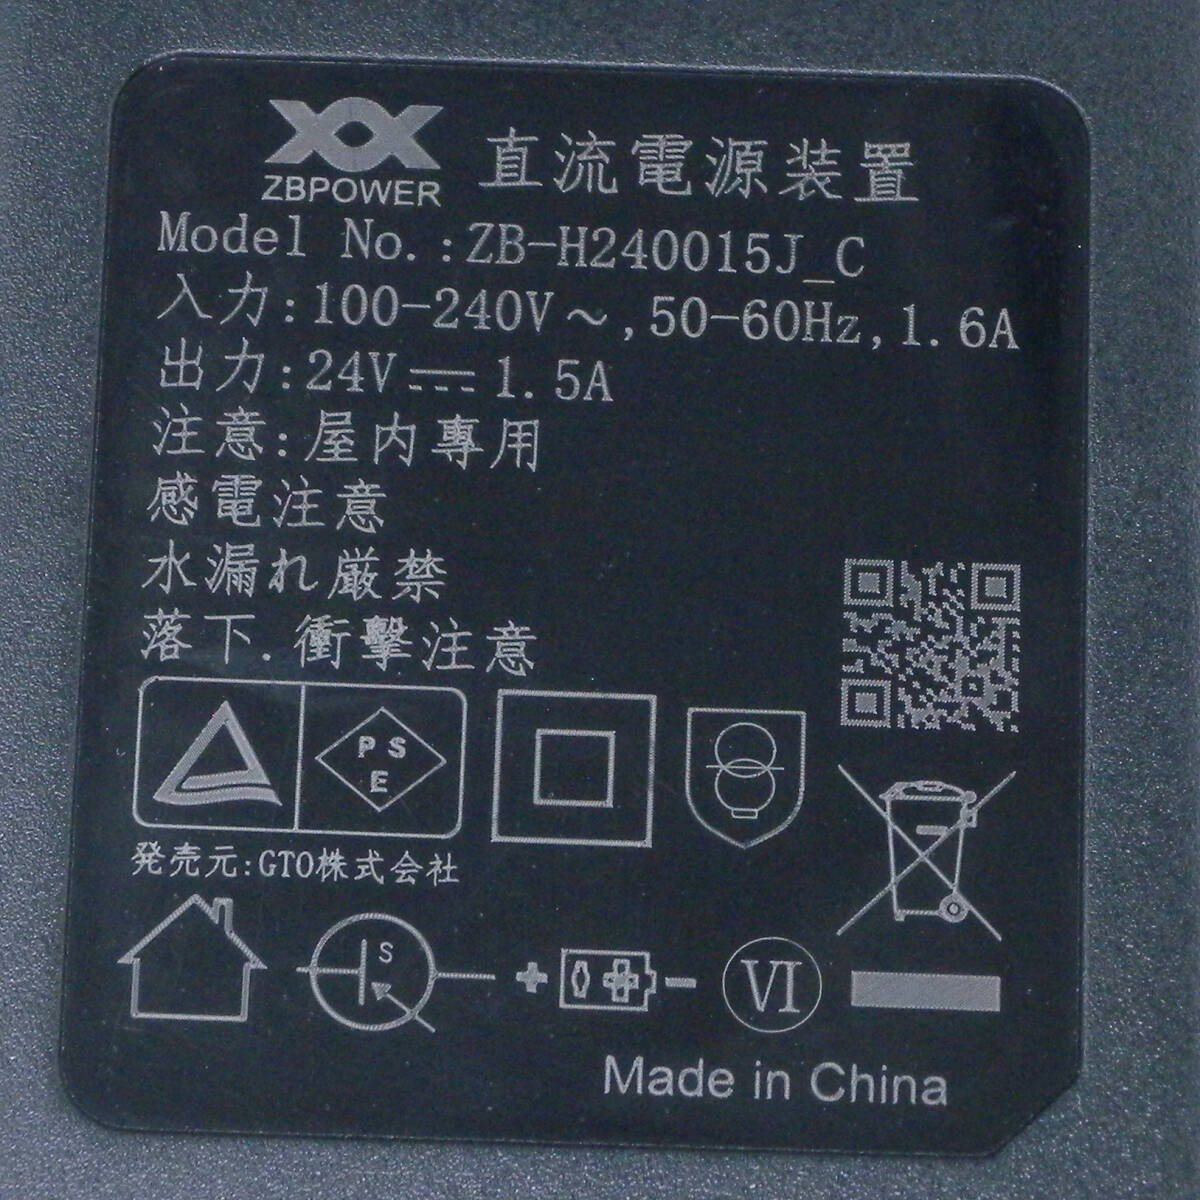 ZBPOWER 直流電源装置
Model No.:ZB-H240015J_C
入力:100-240V～,50-60Hz,1.6A
出力:24V⎓1.5A
注意:屋内專用
感電注意
水漏れ厳禁
落下.衝擊注意
PSE
発売元:GTO株式会社
S
+ - VI
Made in China